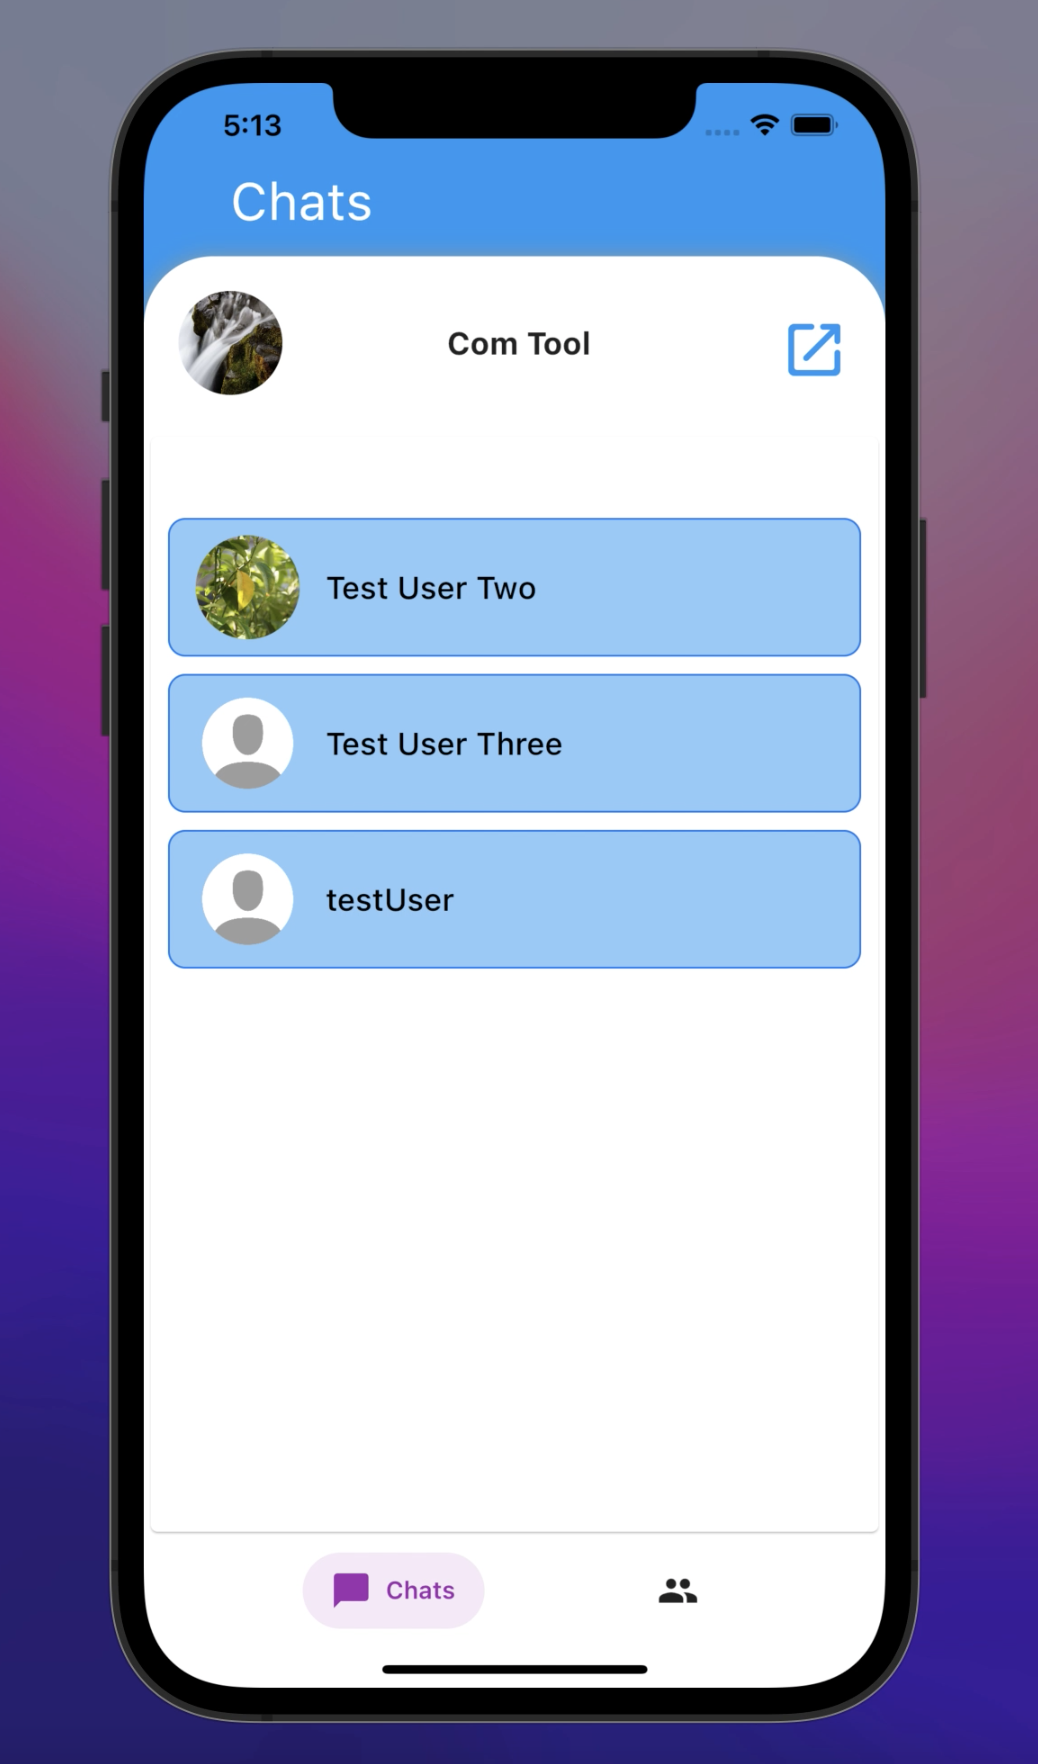 5:13
Chats
Com Tool
Test User Two
Test User Three
testUser
Chats